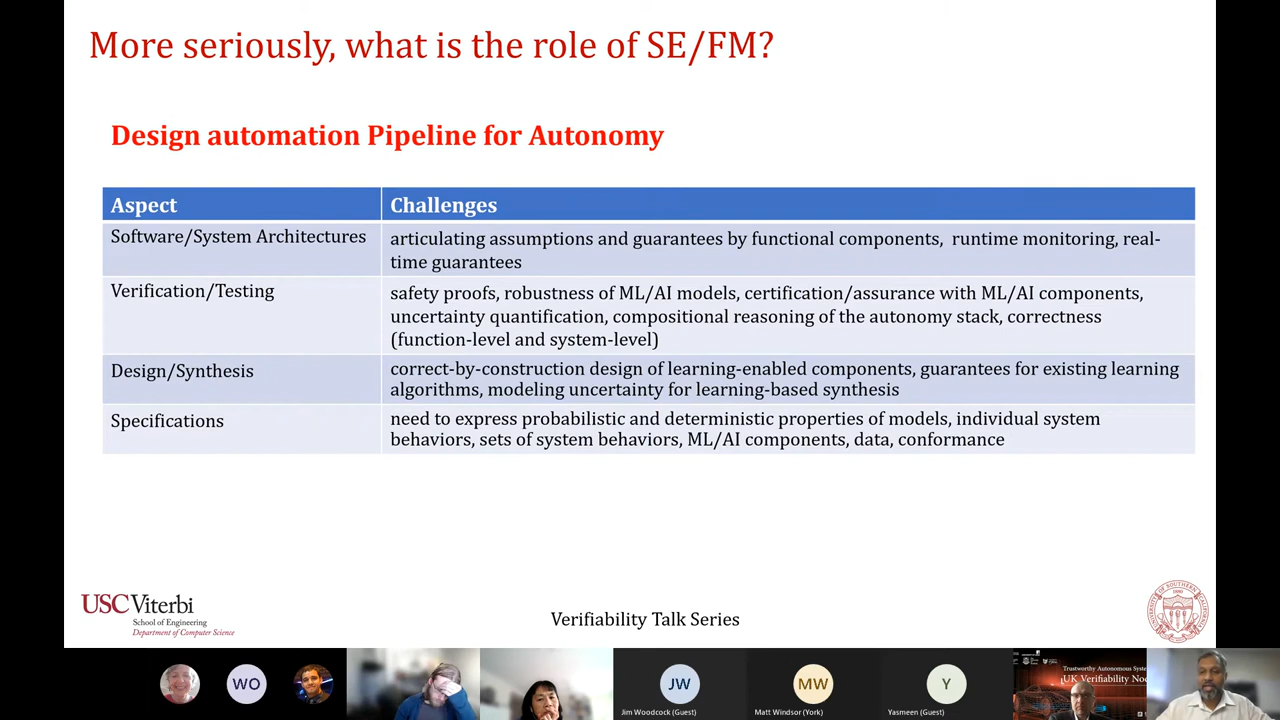 More seriously, what is the role of SE/FM?
Design automation Pipeline for Autonomy
Aspect
Challenges
Software/System Architectures
articulating assumptions and guarantees by functional components, runtime monitoring, real-
time guarantees
Verification/Testing
safety proofs, robustness of ML/AI models, certification/assurance with ML/AI components,
uncertainty quantification, compositional reasoning of the autonomy stack, correctness
(function-level and system-level)
Design/Synthesis
correct-by-construction design of learning-enabled components, guarantees for existing learning
algorithms, modeling uncertainty for learning-based synthesis
Specifications
need to express probabilistic and deterministic properties of models, individual system
behaviors, sets of system behaviors, ML/AI components, data, conformance
USC Viterbi
School of Engineering
Department of Computer Science
Verifiability Talk Series
WO
JW
Jim Woodcock (Guest)
MW
Matt Windsor (York)
Y
Yasmeen (Guest)
Trustworthy Autonomous Syste
UK Verifiability No